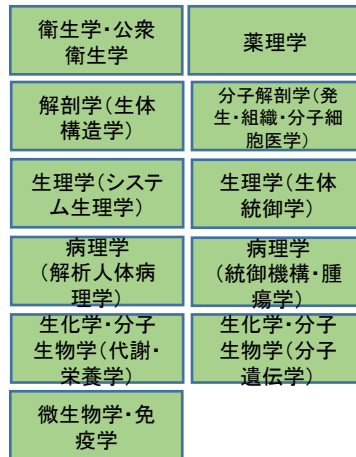 衛生学・公衆
衛生学
薬理学
解剖学(生体
構造学)
分子解剖学(発
生・組織・分子細
胞医学)
生理学(システ
ム生理学)
生理学(生体
統御学)
病理学
(解析人体病
理学)
病理学
(統御機構・腫
瘍学)
生化学・分子
生物学(代謝・
栄養学)
生化学・分子
生物学(分子
遺伝学)
微生物学・免
疫学